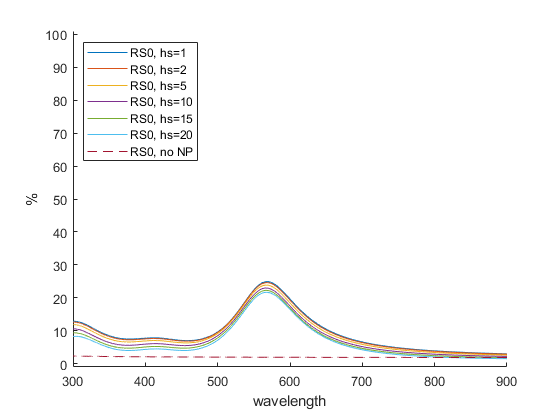 100
90
80
70
60
50
40
30
20
10
0
%
RS0, hs=1
RS0, hs=2
RS0, hs=5
RS0, hs=10
RS0, hs=15
RS0, hs=20
RS0, no NP
300 400 500 600 700 800 900
wavelength